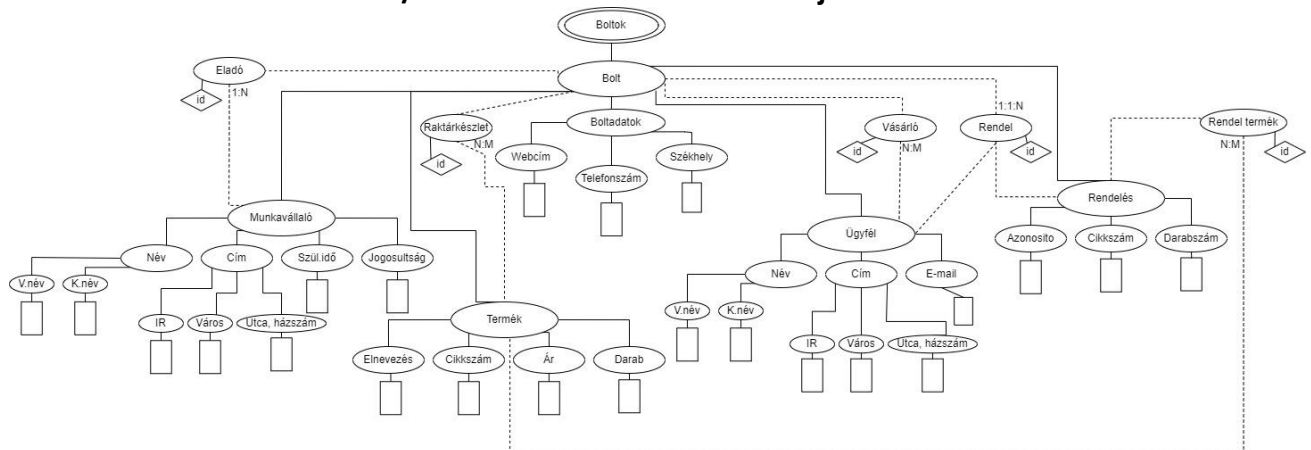 Boltok
Eladó
Bolt
id
1:N
Raktárkészlet
N:M
id
Boltadatok
Webcím
Telefonszám
Székhely
Vásárló
id
N:M
1:1:N
Rendel
id
Rendel termék
N:M
id
Munkavállaló
Rendelés
Azonosito
Cikkszám
Darabszám
Név
Cím
Szül.idő
Jogosultság
Ügyfél
Név
Cím
E-mail
V.név
K.név
IR
Város
Utca, házszám
Termék
Elnevezés
Cikkszám
Ár
Darab
V.név
K.név
IR
Város
Utca, házszám